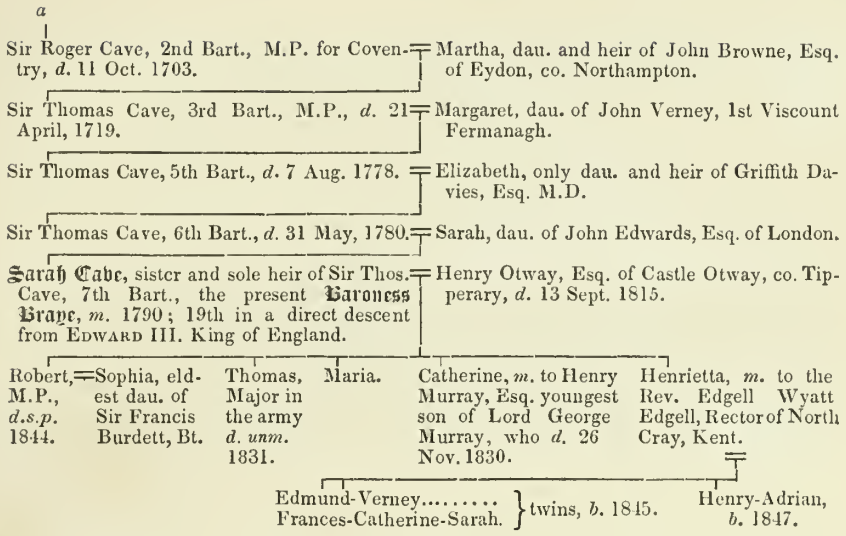 a
Sir Roger Cave, 2nd Bart., M.P. for Coven-
try, d. 11 Oct. 1703.
Martha, dau. and heir of John Browne, Esq.
of Eydon, co. Northampton.
Sir Thomas Cave, 3rd Bart., M.P., d. 21
April, 1719.
Margaret, dau. of John Verney, 1st Viscount
Fermanagh.
Sir Thomas Cave, 5th Bart., d. 7 Aug. 1778.
Elizabeth, only dau. and heir of Griffith Da-
vies, Esq. M.D.
Sir Thomas Cave, 6th Bart., d. 31 May, 1780.
Sarah, dau. of John Edwards, Esq. of London.
Sarah Cabe, sister and sole heir of Sir Thos.
Cave, 7th Bart., the present Baroness
Braye, m. 1790; 19th in a direct descent
from EDWARD III. King of England.
Henry Otway, Esq. of Castle Otway, co. Tip-
perary, d. 13 Sept. 1815.
Robert,
M.P.,
d.s.p.
1844.
Sophia, eld-
est dau. of
Sir Francis
Burdett, Bt.
Thomas,
Major in
the army
d. unm.
1831.
Maria.
Catherine, m. to Henry
Murray, Esq. youngest
son of Lord George
Murray, who d. 26
Nov. 1830.
Henrietta, m. to the
Rev. Edgell Wyatt
Edgell, Rector of North
Cray, Kent.
Edmund-Verney.........
Frances-Catherine-Sarah.
} twins, b. 1845.
Henry-Adrian,
b. 1847.